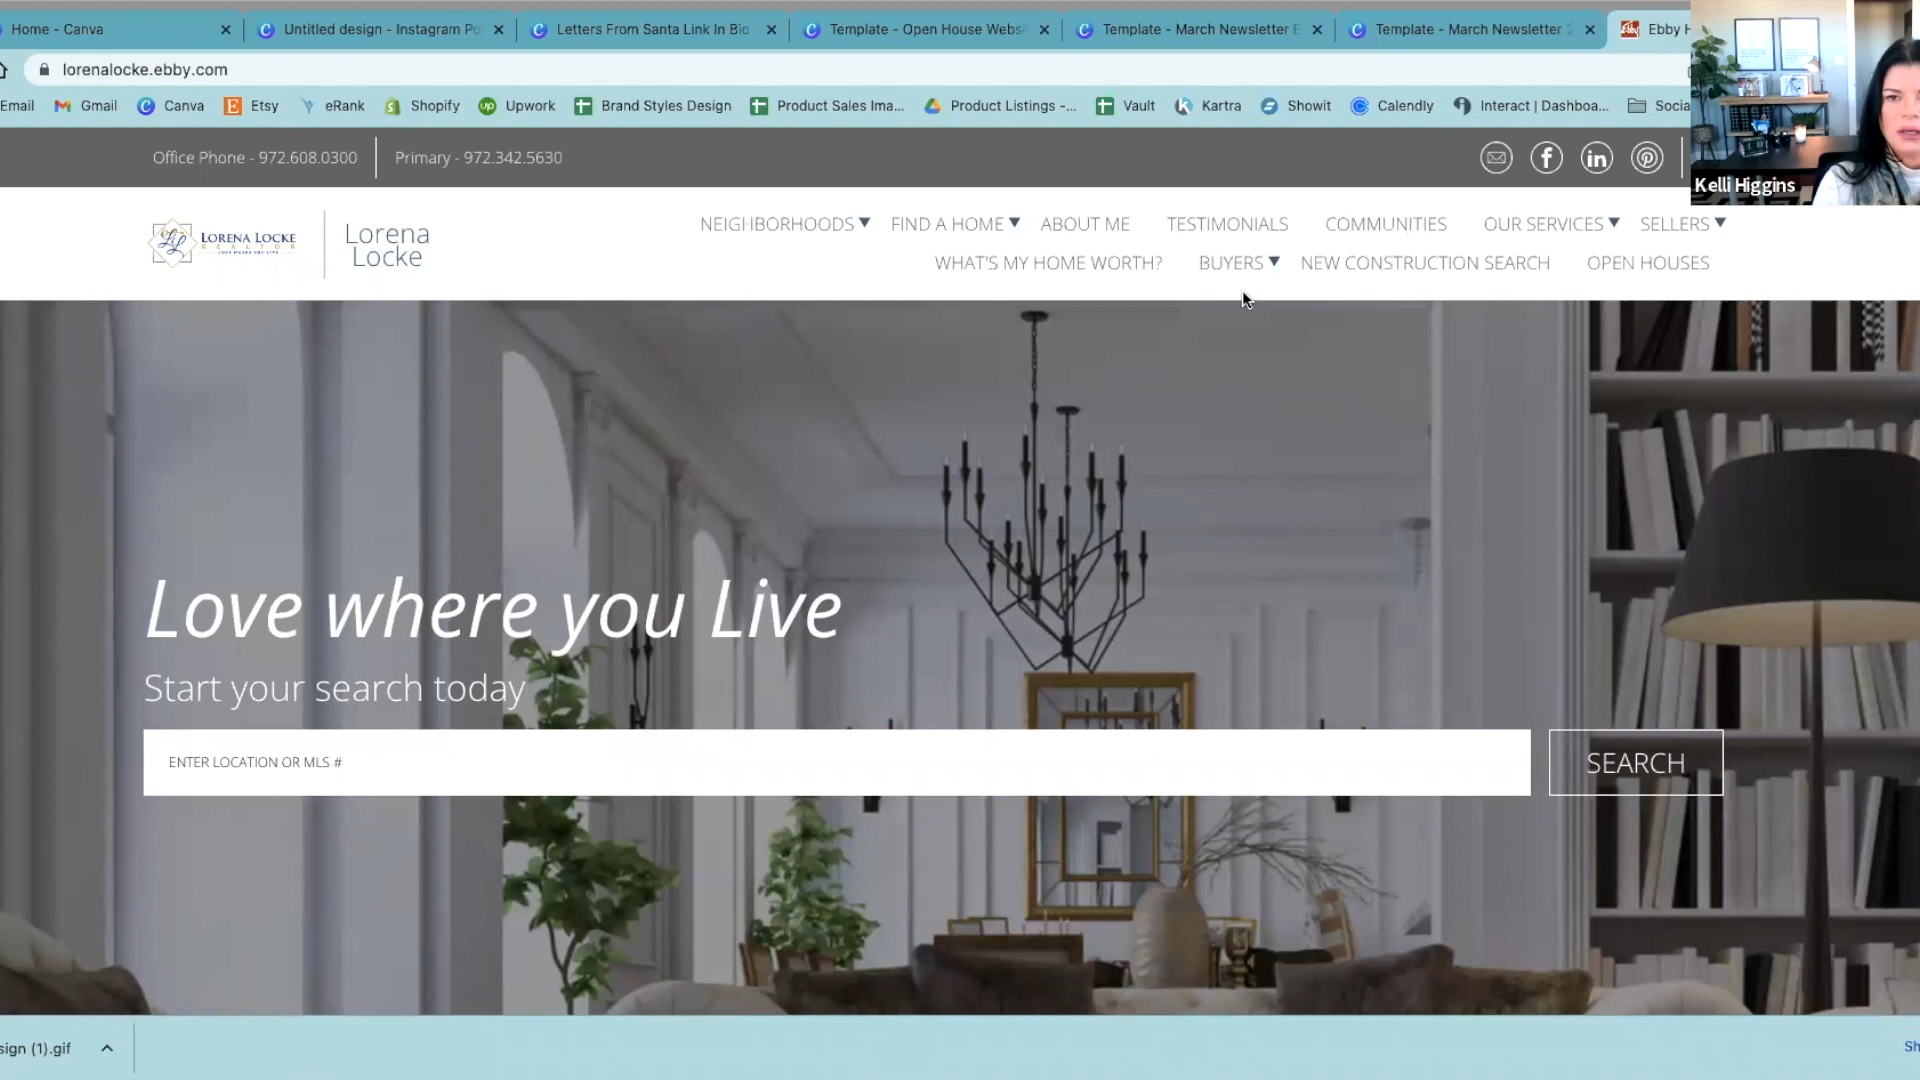 Home - Canva
Untitled design - Instagram Po
Letters From Santa Link In Bio
Template - Open House Websi
Template - March Newsletter E
Template - March Newsletter 2
Ebby H
lorenalocke.ebby.com
Email
Gmail
Canva
Etsy
eRank
Shopify
Upwork
Brand Styles Design
Product Sales Ima...
Product Listings -...
Vault
Kartra
Showit
Calendly
Interact | Dashboa...
Socia
Office Phone - 972.608.0300
Primary - 972.342.5630
Kelli Higgins
LORENA LOCKE
REALTOR
LOVE WHERE YOU LIVE
Lorena
Locke
NEIGHBORHOODS FIND A HOME ABOUT ME TESTIMONIALS COMMUNITIES OUR SERVICES SELLERS
WHAT'S MY HOME WORTH? BUYERS NEW CONSTRUCTION SEARCH OPEN HOUSES
Love where you Live
Start your search today
ENTER LOCATION OR MLS #
SEARCH
sign (1).gif
Sh